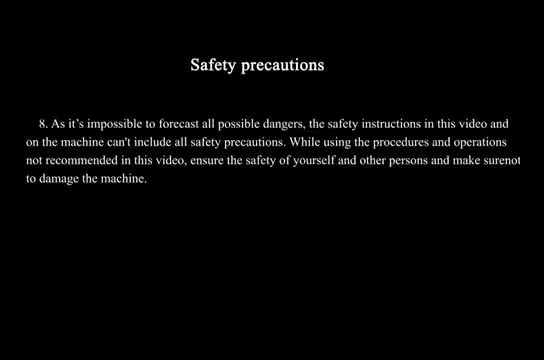 Safety precautions
8. As it's impossible to forecast all possible dangers, the safety instructions in this video and
on the machine can't include all safety precautions. While using the procedures and operations
not recommended in this video, ensure the safety of yourself and other persons and make surenot
to damage the machine.